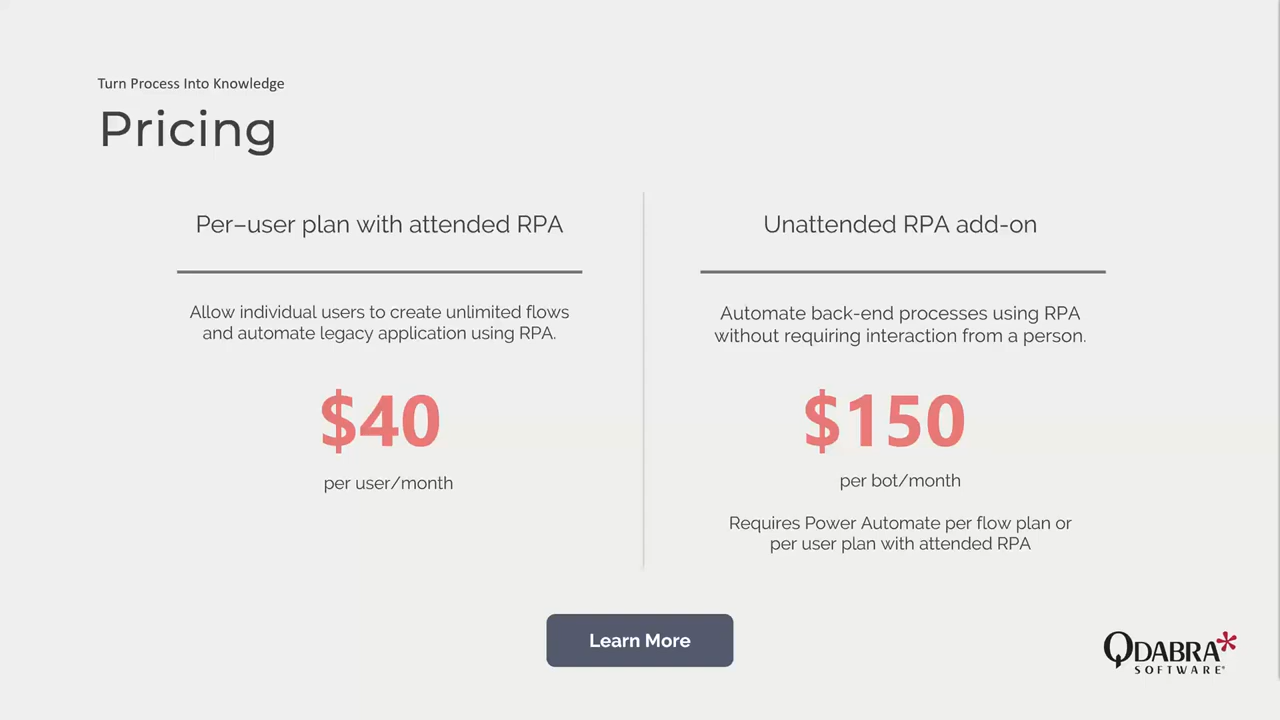 Turn Process Into Knowledge
Pricing
Per–user plan with attended RPA
Allow individual users to create unlimited flows
and automate legacy application using RPA.
$40
per user/month
Unattended RPA add-on
Automate back-end processes using RPA
without requiring interaction from a person.
$150
per bot/month
Requires Power Automate per flow plan or
per user plan with attended RPA
Learn More
QDABRA
SOFTWARE